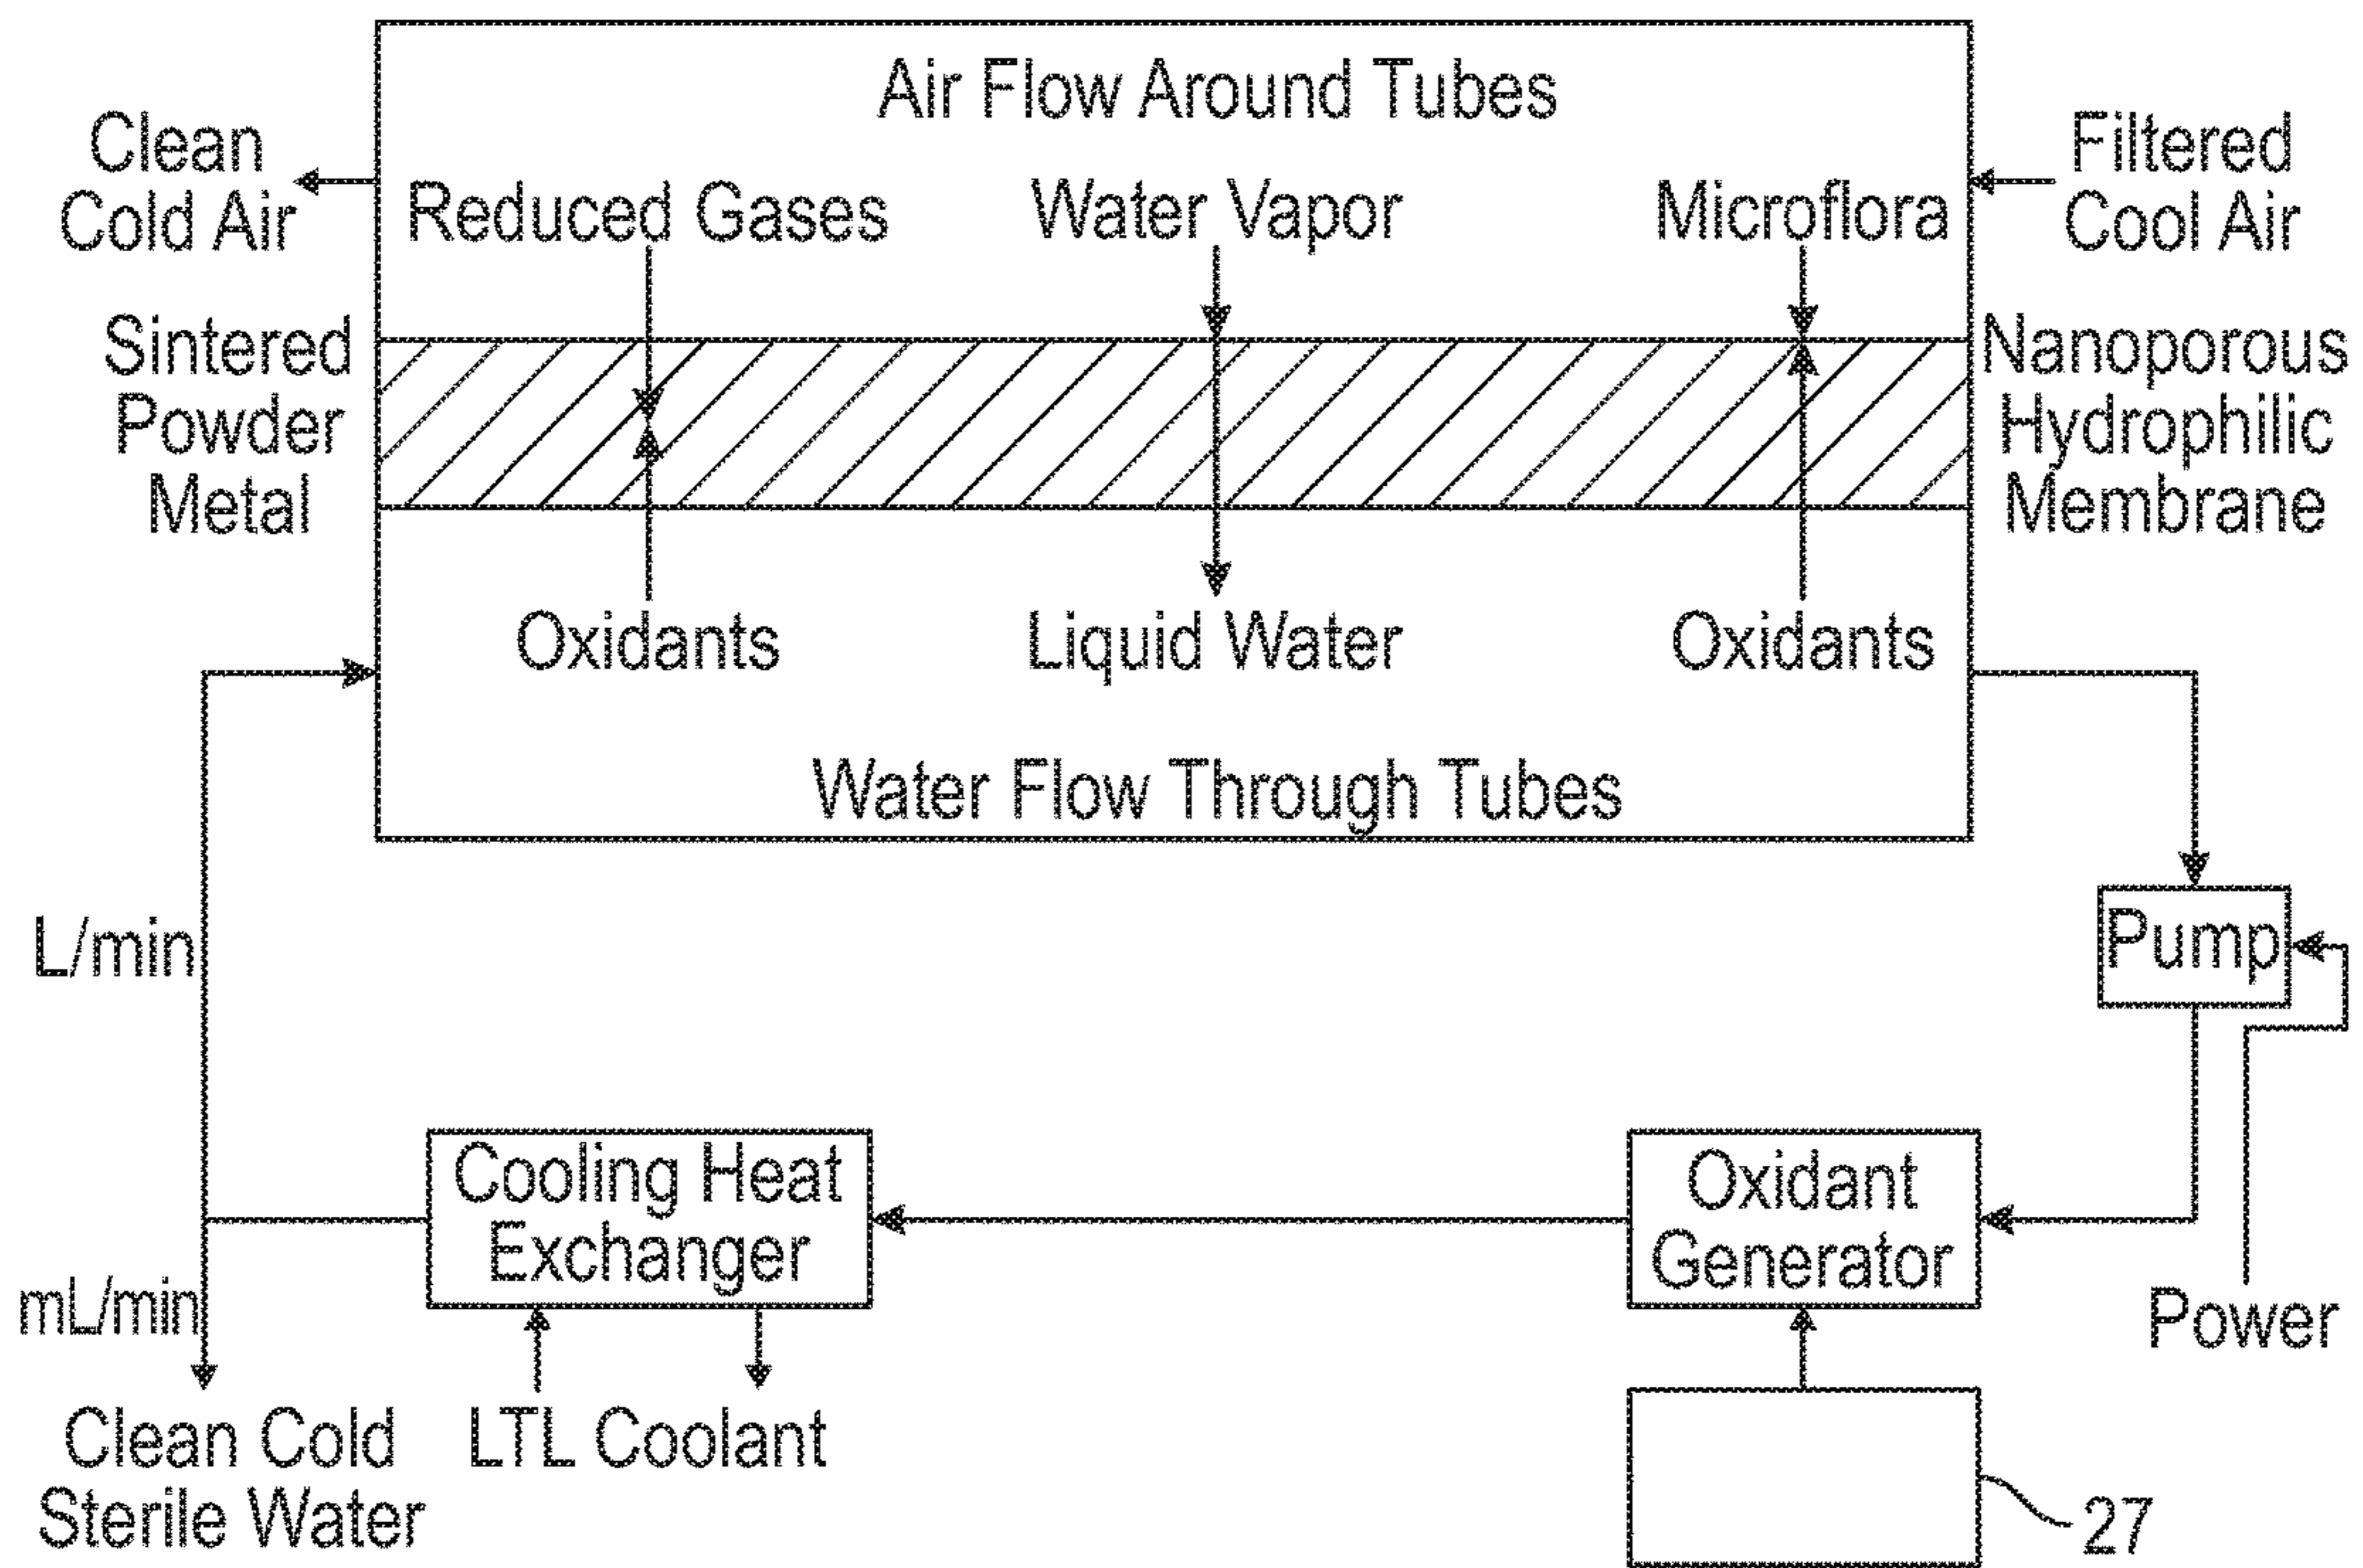 Air Flow Around Tubes
Clean
Cold Air
Filtered
Cool Air
Reduced Gases
Water Vapor
Microflora
Sintered
Powder
Metal
Nanoporous
Hydrophilic
Membrane
Oxidants
Liquid Water
Oxidants
Water Flow Through Tubes
L/min
Pump
Cooling Heat
Exchanger
Oxidant
Generator
mL/min
Power
Clean Cold
Sterile Water
LTL Coolant
27